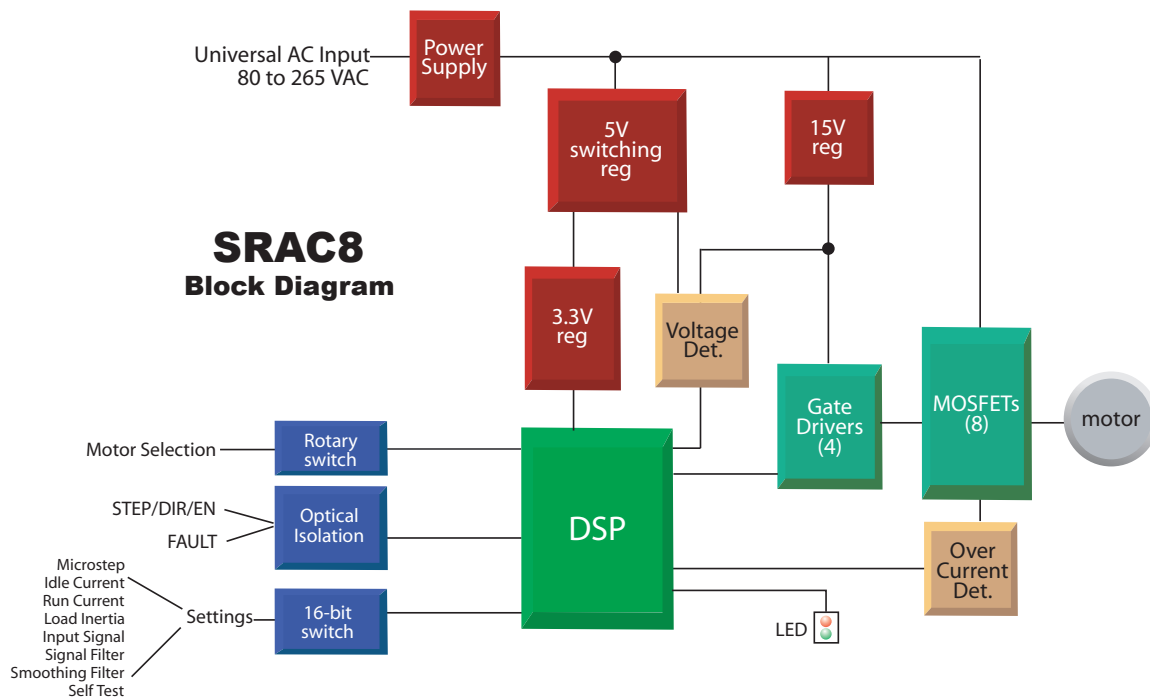 Universal AC Input
80 to 265 VAC
Power
Supply
5V
switching
reg
15V
reg
SRAC8
Block Diagram
3.3V
reg
Voltage
Det.
Gate
Drivers
(4)
MOSFETs
(8)
motor
Motor Selection
Rotary
switch
STEP/DIR/EN
FAULT
Optical
Isolation
DSP
Over
Current
Det.
Microstep
Idle Current
Run Current
Load Inertia
Input Signal
Signal Filter
Smoothing Filter
Self Test
Settings
16-bit
switch
LED